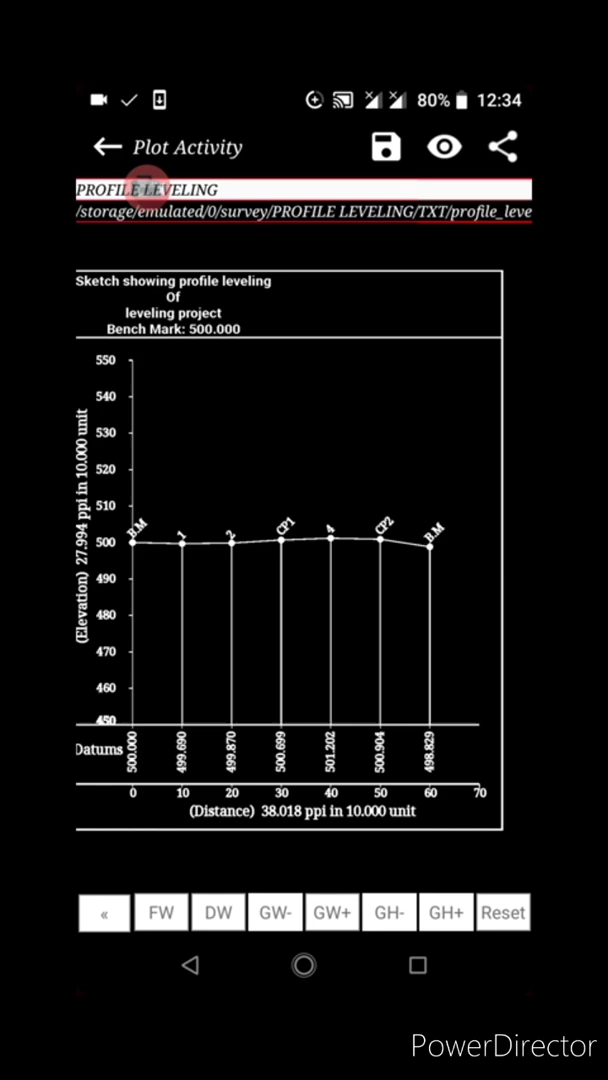 80% 12:34
Plot Activity
PROFILE LEVELING
/storage/emulated/0/survey/PROFILE LEVELING/TXT/profile_leve
Sketch showing profile leveling
Of
leveling project
Bench Mark: 500.000
550
540
530
520
510
500
490
480
470
460
450
(Elevation) 27.994 ppi in 10.000 unit
B.M 1 2 CP1 4 CP2 B.M
Datums 500.000 499.690 499.870 500.699 501.202 500.904 498.829
0 10 20 30 40 50 60 70
(Distance) 38.018 ppi in 10.000 unit
« FW DW GW- GW+ GH- GH+ Reset
PowerDirector